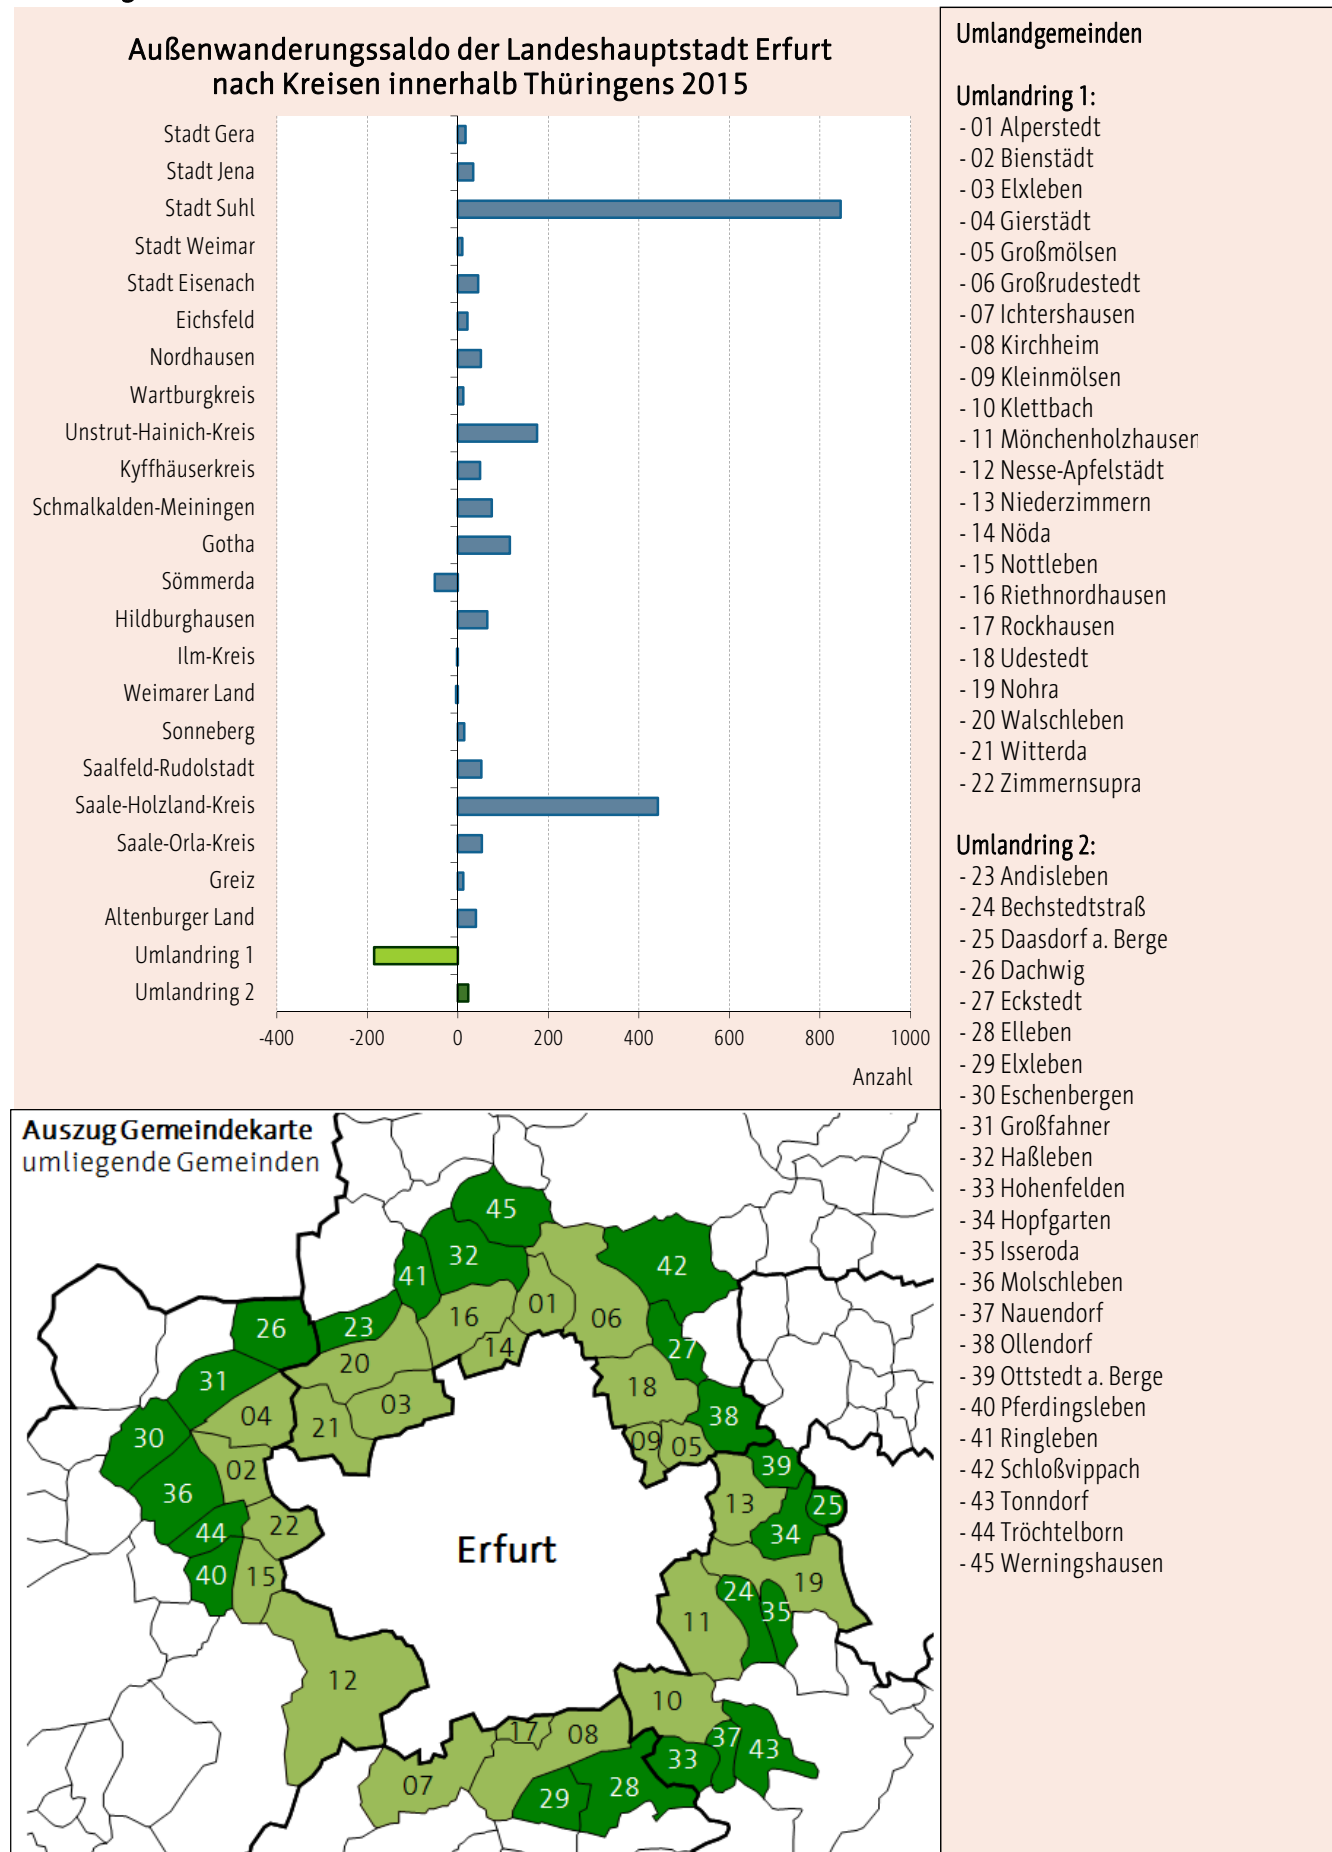 Außenwanderungssaldo der Landeshauptstadt Erfurt
nach Kreisen innerhalb Thüringens 2015
Stadt Gera
Stadt Jena
Stadt Suhl
Stadt Weimar
Stadt Eisenach
Eichsfeld
Nordhausen
Wartburgkreis
Unstrut-Hainich-Kreis
Kyffhäuserkreis
Schmalkalden-Meiningen
Gotha
Sömmerda
Hildburghausen
Ilm-Kreis
Weimarer Land
Sonneberg
Saalfeld-Rudolstadt
Saale-Holzland-Kreis
Saale-Orla-Kreis
Greiz
Altenburger Land
Umlandring 1
Umlandring 2
-400 -200 0 200 400 600 800 1000
Anzahl
Umlandgemeinden
Umlandring 1:
- 01 Alperstedt
- 02 Bienstädt
- 03 Elxleben
- 04 Gierstädt
- 05 Großmölsen
- 06 Großrudestedt
- 07 Ichtershausen
- 08 Kirchheim
- 09 Kleinmölsen
- 10 Klettbach
- 11 Mönchenholzhausen
- 12 Nesse-Apfelstädt
- 13 Niederzimmern
- 14 Nöda
- 15 Nottleben
- 16 Riethnordhausen
- 17 Rockhausen
- 18 Udestedt
- 19 Nohra
- 20 Walschleben
- 21 Witterda
- 22 Zimmernsupra
Umlandring 2:
- 23 Andisleben
- 24 Bechstedtstraß
- 25 Daasdorf a. Berge
- 26 Dachwig
- 27 Eckstedt
- 28 Elleben
- 29 Elxleben
- 30 Eschenbergen
- 31 Großfahner
- 32 Haßleben
- 33 Hohenfelden
- 34 Hopfgarten
- 35 Isseroda
- 36 Molschleben
- 37 Nauendorf
- 38 Ollendorf
- 39 Ottstedt a. Berge
- 40 Pferdingsleben
- 41 Ringleben
- 42 Schloßvippach
- 43 Tonndorf
- 44 Tröchtelborn
- 45 Werningshausen
Auszug Gemeindekarte
umliegende Gemeinden
45
32
42
41
01
16
06
26
23
14
27
20
31
18
03
04
38
21
30
09
05
02
39
36
13
25
22
44
34
Erfurt
40
15
19
24
35
11
12
10
17
08
37
43
33
07
28
29